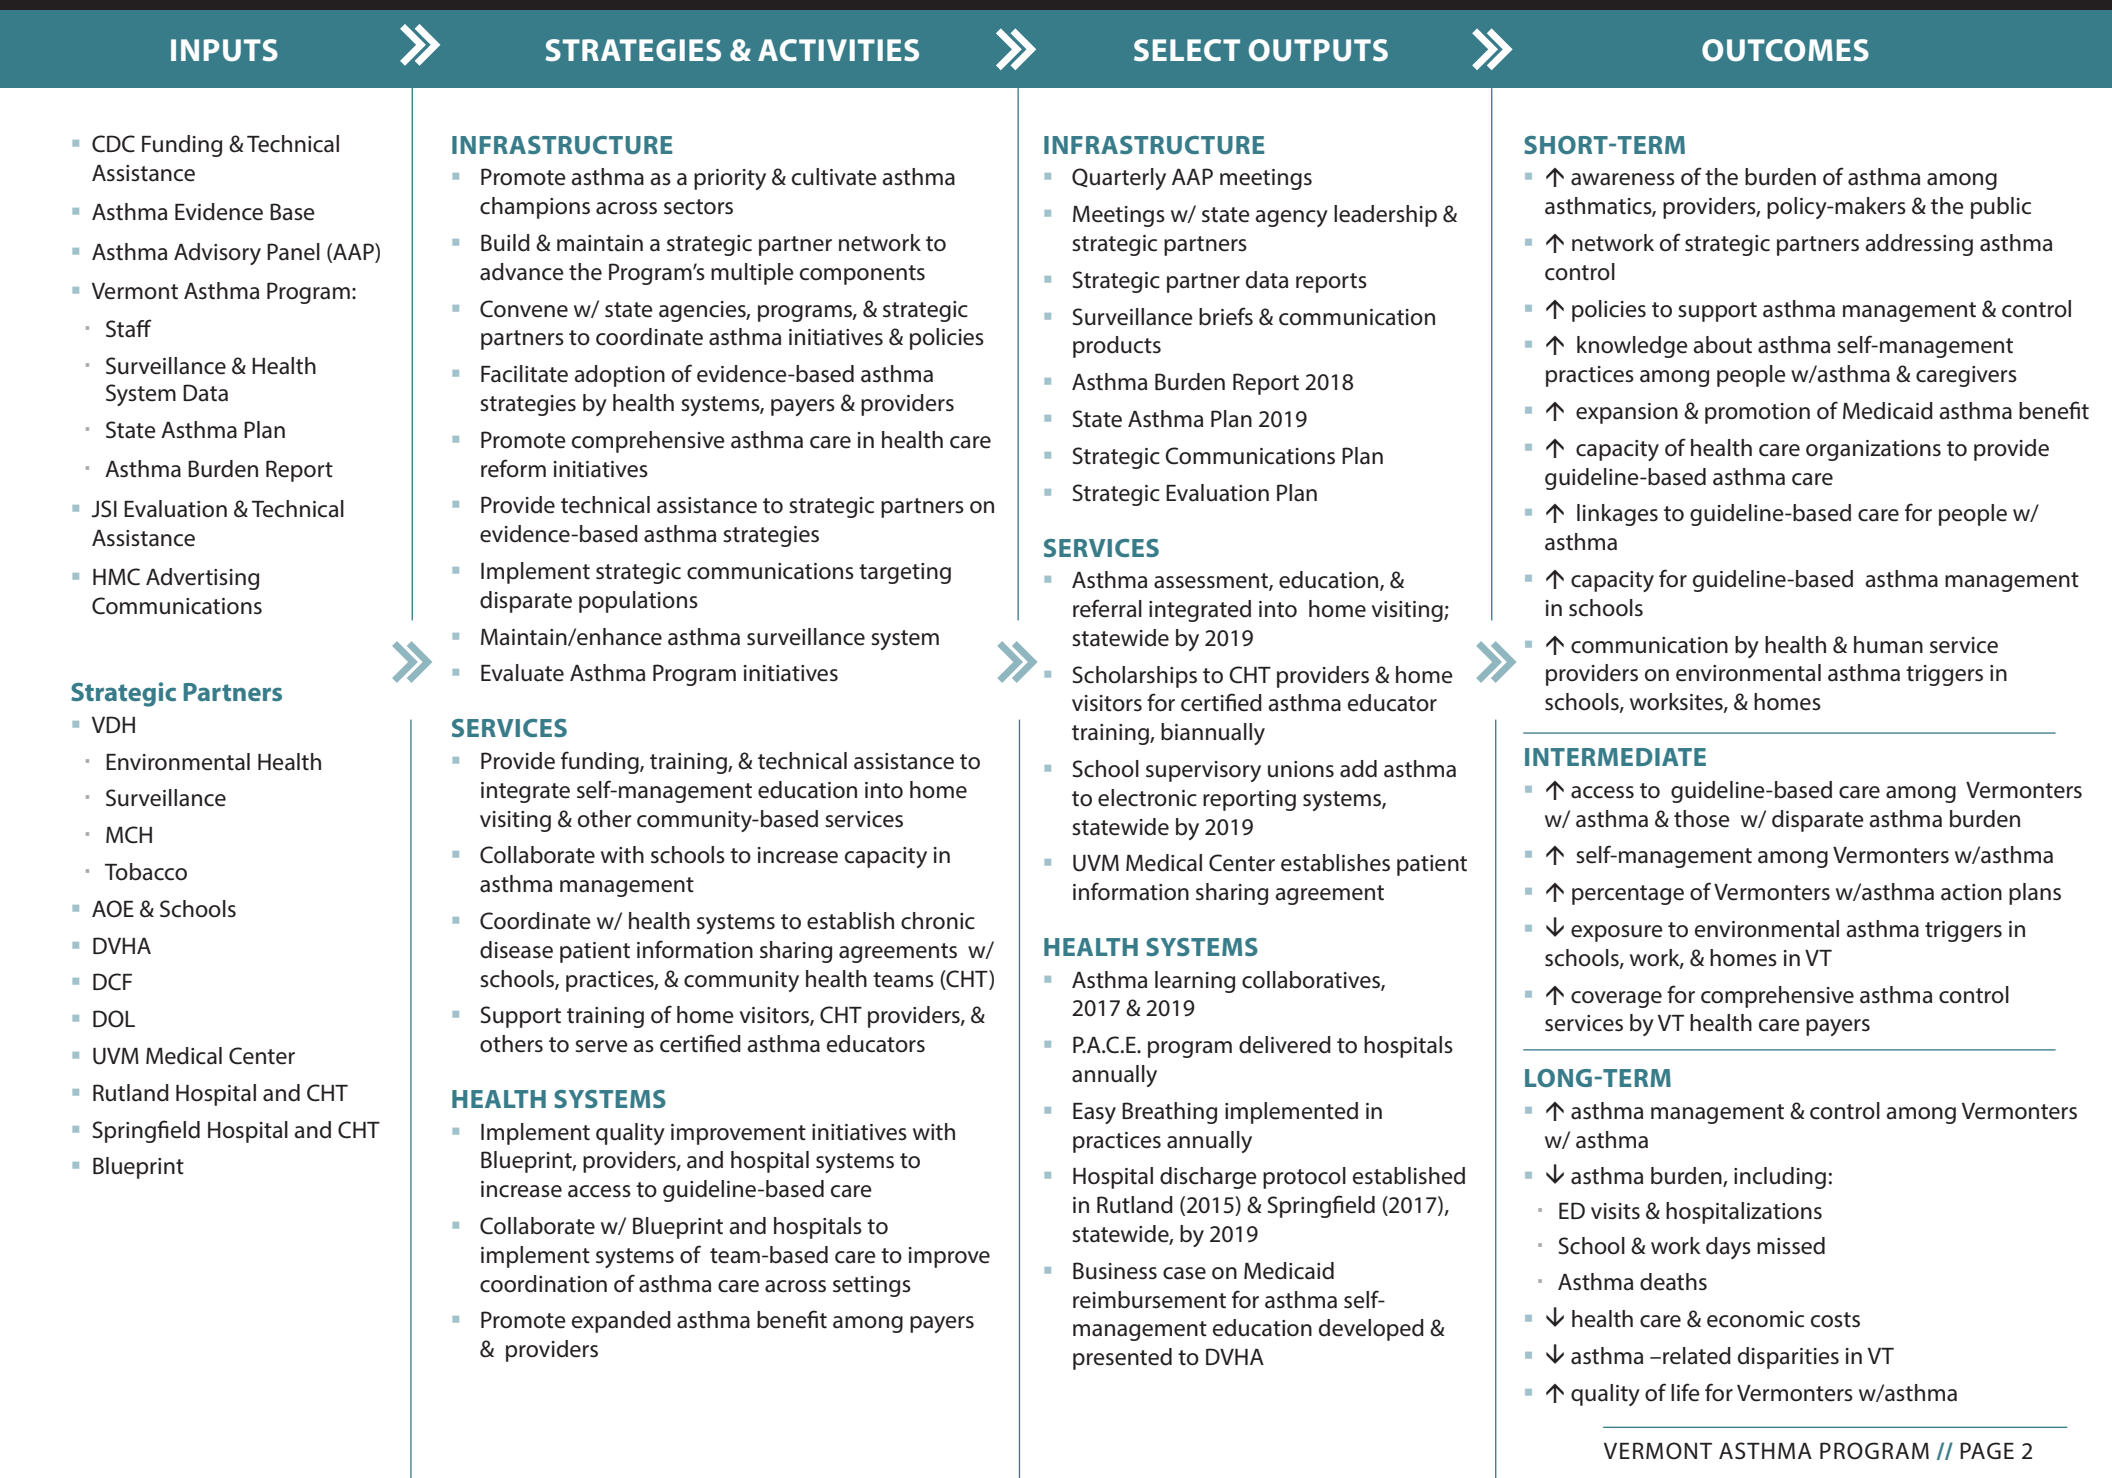 INPUTS
STRATEGIES & ACTIVITIES
SELECT OUTPUTS
OUTCOMES
CDC Funding & Technical
Assistance
Asthma Evidence Base
Asthma Advisory Panel (AAP)
Vermont Asthma Program:
Staff
Surveillance & Health
System Data
State Asthma Plan
Asthma Burden Report
JSI Evaluation & Technical
Assistance
HMC Advertising
Communications
Strategic Partners
VDH
Environmental Health
Surveillance
MCH
Tobacco
AOE & Schools
DVHA
DCF
DOL
UVM Medical Center
Rutland Hospital and CHT
Springfield Hospital and CHT
Blueprint
INFRASTRUCTURE
Promote asthma as a priority & cultivate asthma
champions across sectors
Build & maintain a strategic partner network to
advance the Program's multiple components
Convene w/ state agencies, programs, & strategic
partners to coordinate asthma initiatives & policies
Facilitate adoption of evidence-based asthma
strategies by health systems, payers & providers
Promote comprehensive asthma care in health care
reform initiatives
Provide technical assistance to strategic partners on
evidence-based asthma strategies
Implement strategic communications targeting
disparate populations
Maintain/enhance asthma surveillance system
Evaluate Asthma Program initiatives
SERVICES
Provide funding, training, & technical assistance to
integrate self-management education into home
visiting & other community-based services
Collaborate with schools to increase capacity in
asthma management
Coordinate w/ health systems to establish chronic
disease patient information sharing agreements w/
schools, practices, & community health teams (CHT)
Support training of home visitors, CHT providers, &
others to serve as certified asthma educators
HEALTH SYSTEMS
Implement quality improvement initiatives with
Blueprint, providers, and hospital systems to
increase access to guideline-based care
Collaborate w/ Blueprint and hospitals to
implement systems of team-based care to improve
coordination of asthma care across settings
Promote expanded asthma benefit among payers
& providers
INFRASTRUCTURE
Quarterly AAP meetings
Meetings w/ state agency leadership &
strategic partners
Strategic partner data reports
Surveillance briefs & communication
products
Asthma Burden Report 2018
State Asthma Plan 2019
Strategic Communications Plan
Strategic Evaluation Plan
SERVICES
Asthma assessment, education, &
referral integrated into home visiting;
statewide by 2019
Scholarships to CHT providers & home
visitors for certified asthma educator
training, biannually
School supervisory unions add asthma
to electronic reporting systems,
statewide by 2019
UVM Medical Center establishes patient
information sharing agreement
HEALTH SYSTEMS
Asthma learning collaboratives,
2017 & 2019
P.A.C.E. program delivered to hospitals
annually
Easy Breathing implemented in
practices annually
Hospital discharge protocol established
in Rutland (2015) & Springfield (2017),
statewide, by 2019
Business case on Medicaid
reimbursement for asthma self-
management education developed &
presented to DVHA
SHORT-TERM
↑ awareness of the burden of asthma among
asthmatics, providers, policy-makers & the public
↑ network of strategic partners addressing asthma
control
↑ policies to support asthma management & control
↑ knowledge about asthma self-management
practices among people w/asthma & caregivers
↑ expansion & promotion of Medicaid asthma benefit
↑ capacity of health care organizations to provide
guideline-based asthma care
↑ linkages to guideline-based care for people w/
asthma
↑ capacity for guideline-based asthma management
in schools
↑ communication by health & human service
providers on environmental asthma triggers in
schools, worksites, & homes
INTERMEDIATE
↑ access to guideline-based care among Vermonters
w/ asthma & those w/ disparate asthma burden
↑ self-management among Vermonters w/asthma
↑ percentage of Vermonters w/asthma action plans
↓ exposure to environmental asthma triggers in
schools, work, & homes in VT
↑ coverage for comprehensive asthma control
services by VT health care payers
LONG-TERM
↑ asthma management & control among Vermonters
w/ asthma
↓ asthma burden, including:
ED visits & hospitalizations
School & work days missed
Asthma deaths
↓ health care & economic costs
↓ asthma –related disparities in VT
↑ quality of life for Vermonters w/asthma
VERMONT ASTHMA PROGRAM // PAGE 2